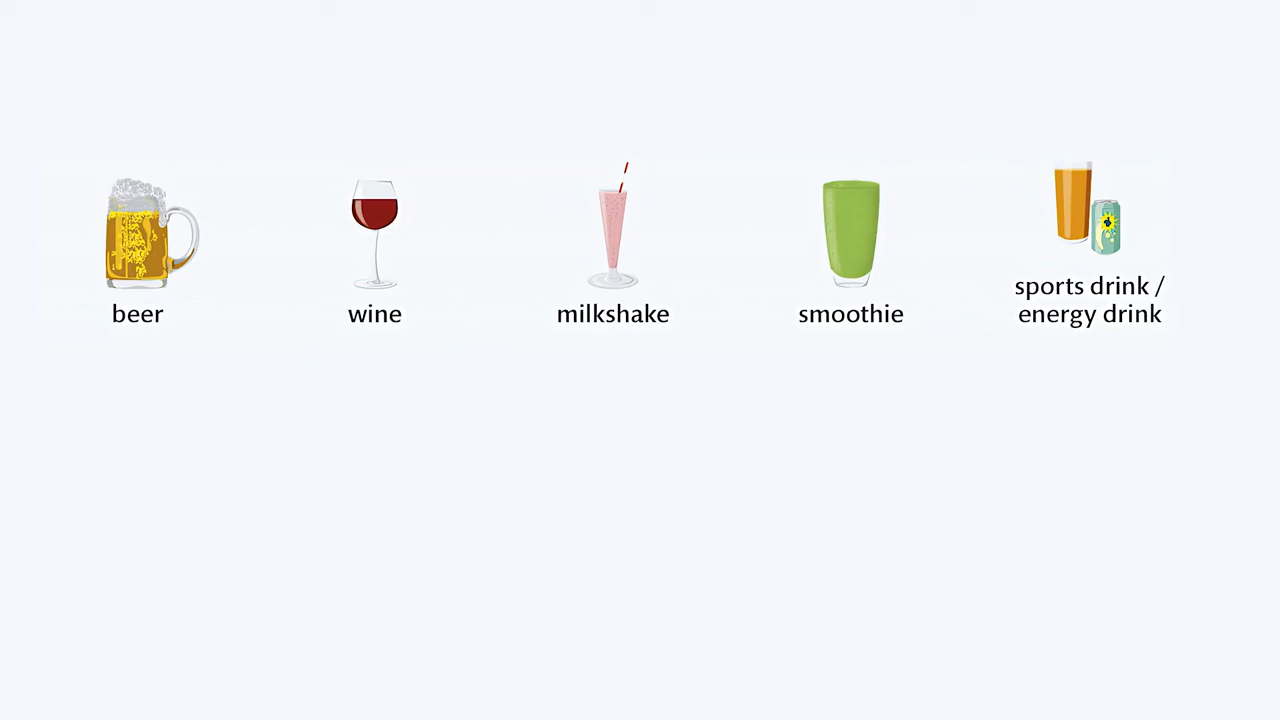 beer
wine
milkshake
smoothie
sports drink /
energy drink